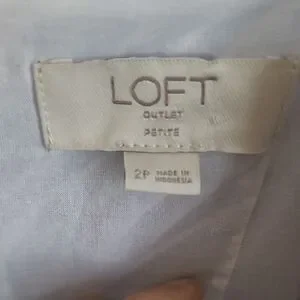 LOFT
OUTLET
PETITE
2P MADE IN
INDONESIA